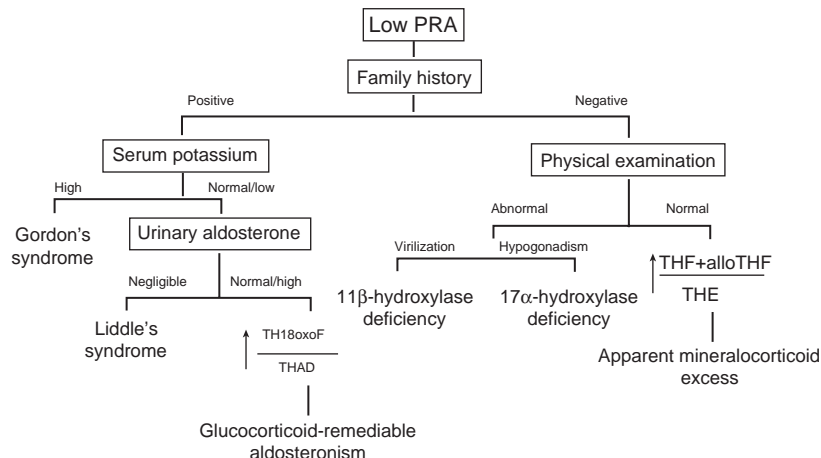 Low PRA
Family history
Positive
Negative
Serum potassium
Physical examination
High
Normal/low
Abnormal
Normal
Gordon's
syndrome
Urinary aldosterone
Virilization
Hypogonadism
THF+alloTHF
THE
Negligible
Normal/high
11β-hydroxylase
deficiency
17α-hydroxylase
deficiency
Liddle's
syndrome
TH18oxoF
THAD
Apparent mineralocorticoid
excess
Glucocorticoid-remediable
aldosteronism